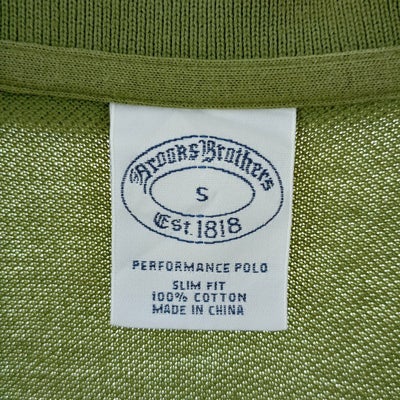 Brooks Brothers
S
Est. 1818
PERFORMANCE POLO
SLIM FIT
100% COTTON
MADE IN CHINA